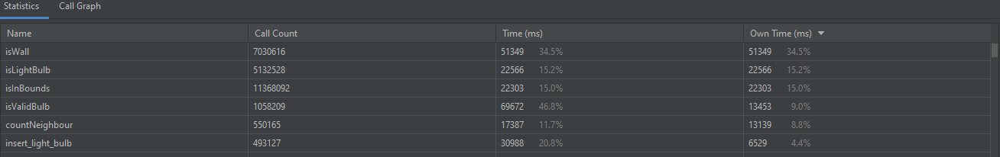 Statistics Call Graph
Name Call Count Time (ms) Own Time (ms)
isWall 7030616 51349 34.5% 51349 34.5%
isLightBulb 5132528 22566 15.2% 22566 15.2%
isInBounds 11368092 22303 15.0% 22303 15.0%
isValidBulb 1058209 69672 46.8% 13453 9.0%
countNeighbour 550165 17387 11.7% 13139 8.8%
insert_light_bulb 493127 30988 20.8% 6529 4.4%